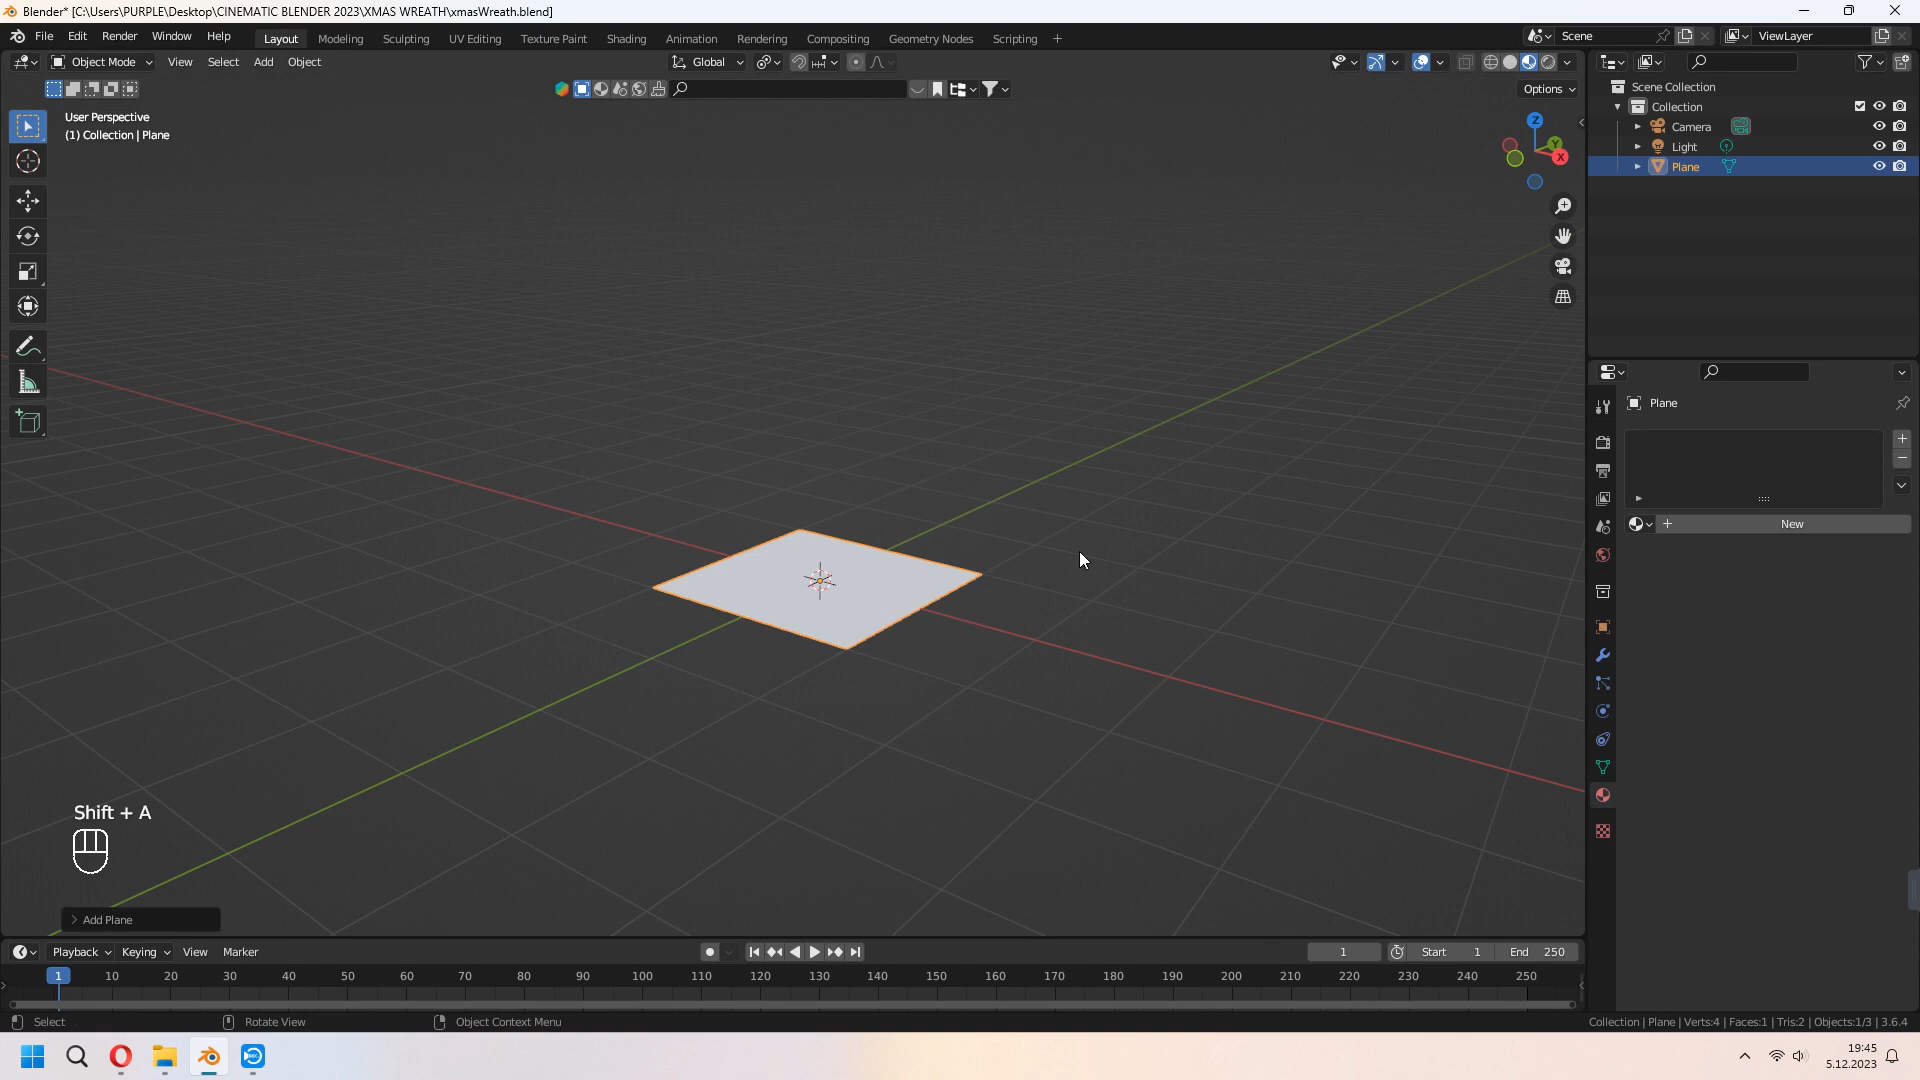 Blender* [C:\Users\PURPLE\Desktop\CINEMATIC BLENDER 2023\XMAS WREATH\xmasWreath.blend]
File Edit Render Window Help Layout Modeling Sculpting UV Editing Texture Paint Shading Animation Rendering Compositing Geometry Nodes Scripting + Scene ViewLayer
Object Mode View Select Add Object Global
Options
User Perspective
(1) Collection | Plane
Z
Y
X
Scene Collection
Collection
Camera
Light
Plane
Plane
New
Shift + A
Add Plane
Playback Keying View Marker 1 Start 1 End 250
1 10 20 30 40 50 60 70 80 90 100 110 120 130 140 150 160 170 180 190 200 210 220 230 240 250
Select Rotate View Object Context Menu Collection | Plane | Verts:4 | Faces:1 | Tris:2 | Objects:1/3 | 3.6.4
19:45
5.12.2023